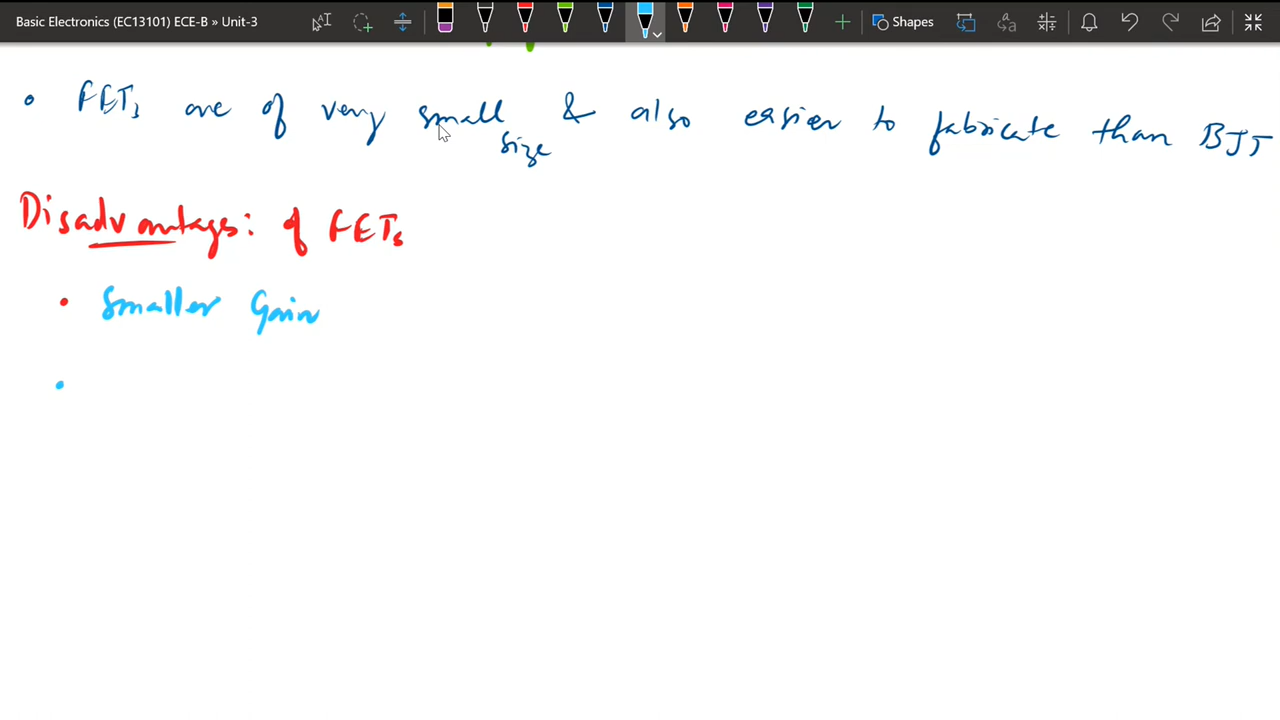 Basic Electronics (EC13101) ECE-B » Unit-3
Shapes
• FETs are of very small size & also easier to fabricate than BJT
Disadvantages: of FETs
• Smaller Gain
•